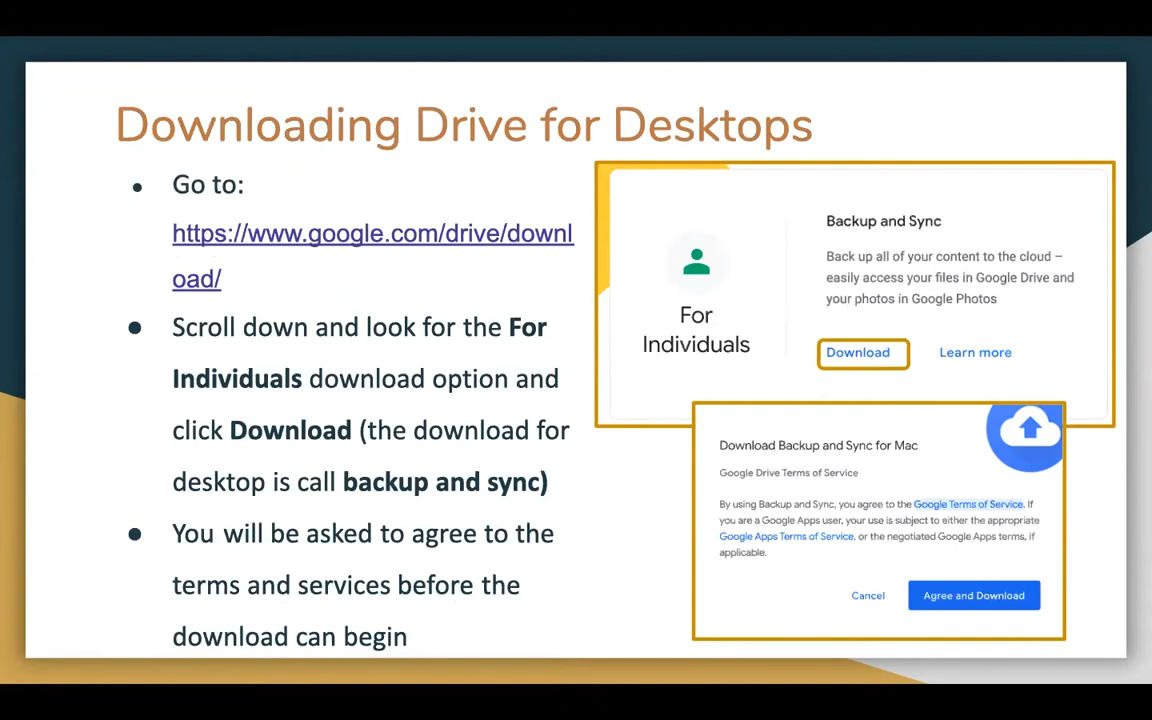 Downloading Drive for Desktops
● Go to:
https://www.google.com/drive/downl
oad/
● Scroll down and look for the For
Individuals download option and
click Download (the download for
desktop is call backup and sync)
● You will be asked to agree to the
terms and services before the
download can begin
For
Individuals
Backup and Sync
Back up all of your content to the cloud –
easily access your files in Google Drive and
your photos in Google Photos
Download Learn more
Download Backup and Sync for Mac
Google Drive Terms of Service
By using Backup and Sync, you agree to the Google Terms of Service. If
you are a Google Apps user, your use is subject to either the appropriate
Google Apps Terms of Service, or the negotiated Google Apps terms, if
applicable.
Cancel Agree and Download